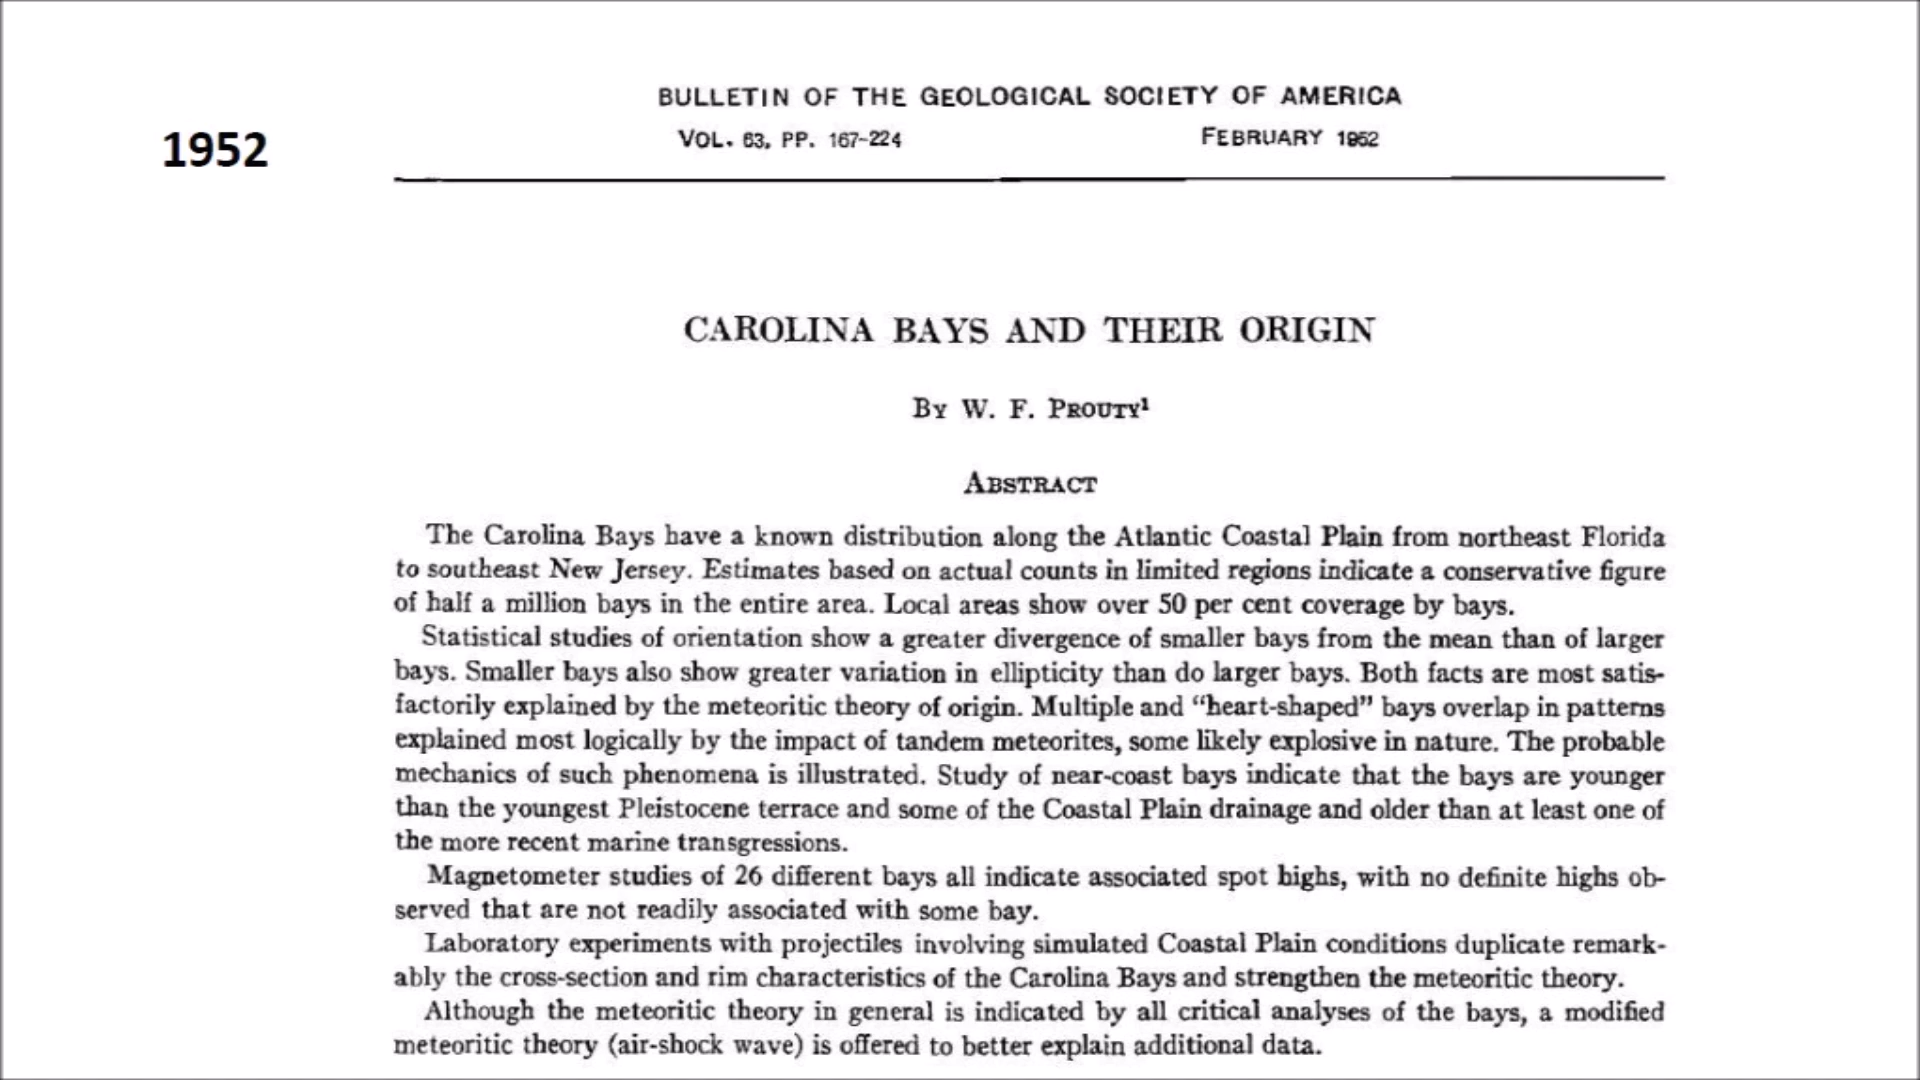 BULLETIN OF THE GEOLOGICAL SOCIETY OF AMERICA
1952
VOL. 63, PP. 167-224 FEBRUARY 1952
CAROLINA BAYS AND THEIR ORIGIN
BY W. F. PROUTY¹
ABSTRACT
The Carolina Bays have a known distribution along the Atlantic Coastal Plain from northeast Florida
to southeast New Jersey. Estimates based on actual counts in limited regions indicate a conservative figure
of half a million bays in the entire area. Local areas show over 50 per cent coverage by bays.
Statistical studies of orientation show a greater divergence of smaller bays from the mean than of larger
bays. Smaller bays also show greater variation in ellipticity than do larger bays. Both facts are most satis-
factorily explained by the meteoritic theory of origin. Multiple and “heart-shaped” bays overlap in patterns
explained most logically by the impact of tandem meteorites, some likely explosive in nature. The probable
mechanics of such phenomena is illustrated. Study of near-coast bays indicate that the bays are younger
than the youngest Pleistocene terrace and some of the Coastal Plain drainage and older than at least one of
the more recent marine transgressions.
Magnetometer studies of 26 different bays all indicate associated spot highs, with no definite highs ob-
served that are not readily associated with some bay.
Laboratory experiments with projectiles involving simulated Coastal Plain conditions duplicate remark-
ably the cross-section and rim characteristics of the Carolina Bays and strengthen the meteoritic theory.
Although the meteoritic theory in general is indicated by all critical analyses of the bays, a modified
meteoritic theory (air-shock wave) is offered to better explain additional data.